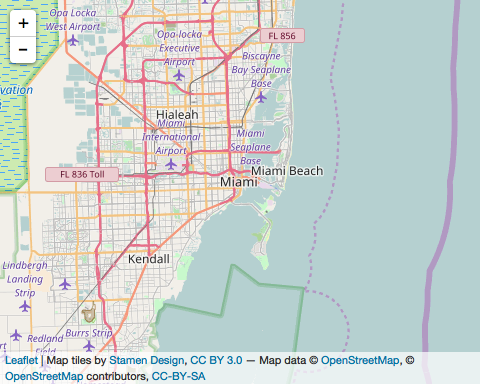 +
−
Opa Locka
West Airport
FL 856
Opa-locka
Executive
Airport
Biscayne
Bay Seaplane
Base
Hialeah
Miami
International
Airport
Miami
Seaplane
Base
FL 836 Toll
Miami Beach
Miami
Kendall
Lindbergh
Landing
Strip
Burrs Strip
Redland
Field
Leaflet | Map tiles by Stamen Design, CC BY 3.0 — Map data © OpenStreetMap, ©
OpenStreetMap contributors, CC-BY-SA